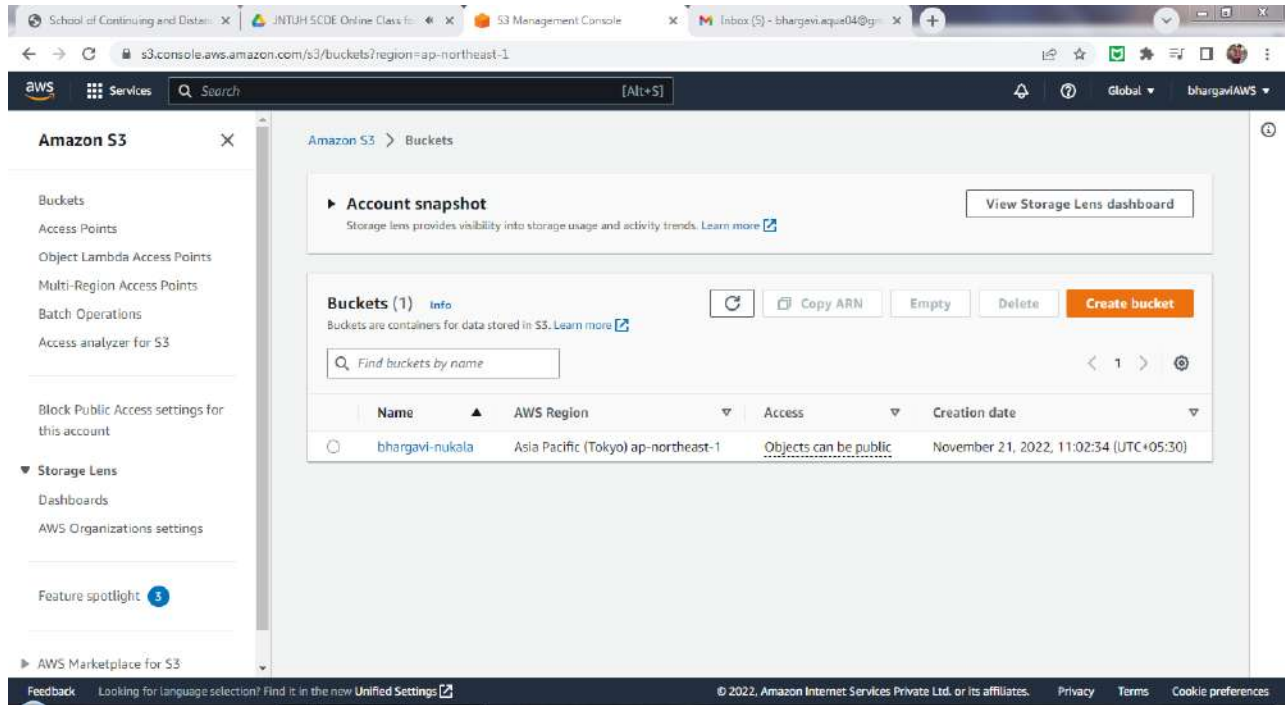 School of Continuing and Distan
JNTUH SCDE Online Class fo
S3 Management Console
Inbox (5) - bhargavi.aqua04@g
s3.console.aws.amazon.com/s3/buckets?region=ap-northeast-1
aws Services Search [Alt+S] Global bhargaviAWS
Amazon S3
Buckets
Access Points
Object Lambda Access Points
Multi-Region Access Points
Batch Operations
Access analyzer for S3
Block Public Access settings for
this account
Storage Lens
Dashboards
AWS Organizations settings
Feature spotlight 3
AWS Marketplace for S3
Amazon S3 > Buckets
Account snapshot
Storage lens provides visibility into storage usage and activity trends. Learn more
View Storage Lens dashboard
Buckets (1) Info
Buckets are containers for data stored in S3. Learn more
Copy ARN Empty Delete Create bucket
Find buckets by name
< 1 >
Name AWS Region Access Creation date
bhargavi-nukala Asia Pacific (Tokyo) ap-northeast-1 Objects can be public November 21, 2022, 11:02:34 (UTC+05:30)
Feedback Looking for language selection? Find it in the new Unified Settings © 2022, Amazon Internet Services Private Ltd. or its affiliates. Privacy Terms Cookie preferences